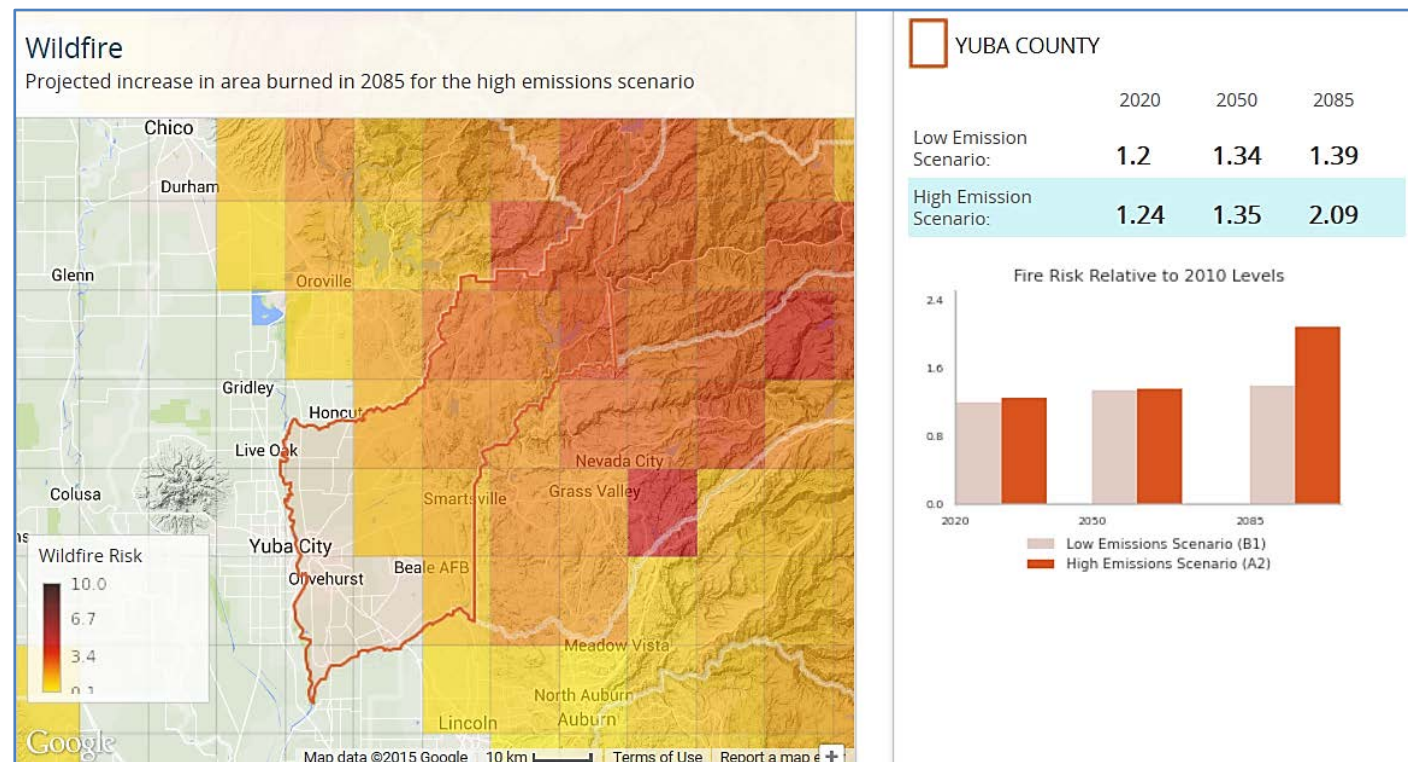 Wildfire
Projected increase in area burned in 2085 for the high emissions scenario
Chico
Durham
Glenn
Oroville
Gridley
Honcut
Live Oak
Colusa
Nevada City
Smartsville
Grass Valley
Yuba City
Olivehurst
Beale AFB
Meadow Vista
North Auburn
Auburn
Lincoln
Wildfire Risk
10.0
6.7
3.4
Google
Map data ©2015 Google
10 km
Terms of Use
Report a map
YUBA COUNTY
2020 2050 2085
Low Emission
Scenario: 1.2 1.34 1.39
High Emission
Scenario: 1.24 1.35 2.09
Fire Risk Relative to 2010 Levels
2.4
1.6
0.8
0.0
2020 2050 2085
Low Emissions Scenario (B1)
High Emissions Scenario (A2)